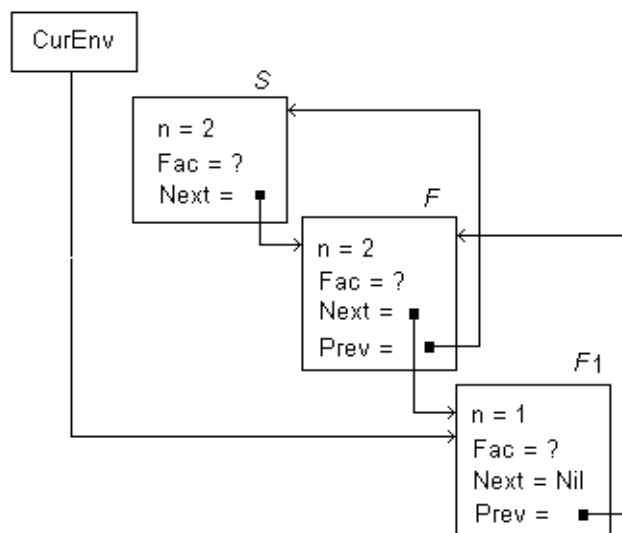 CurEnv
S
n = 2
Fac = ?
Next =
F
n = 2
Fac = ?
Next =
Prev =
F1
n = 1
Fac = ?
Next = Nil
Prev =